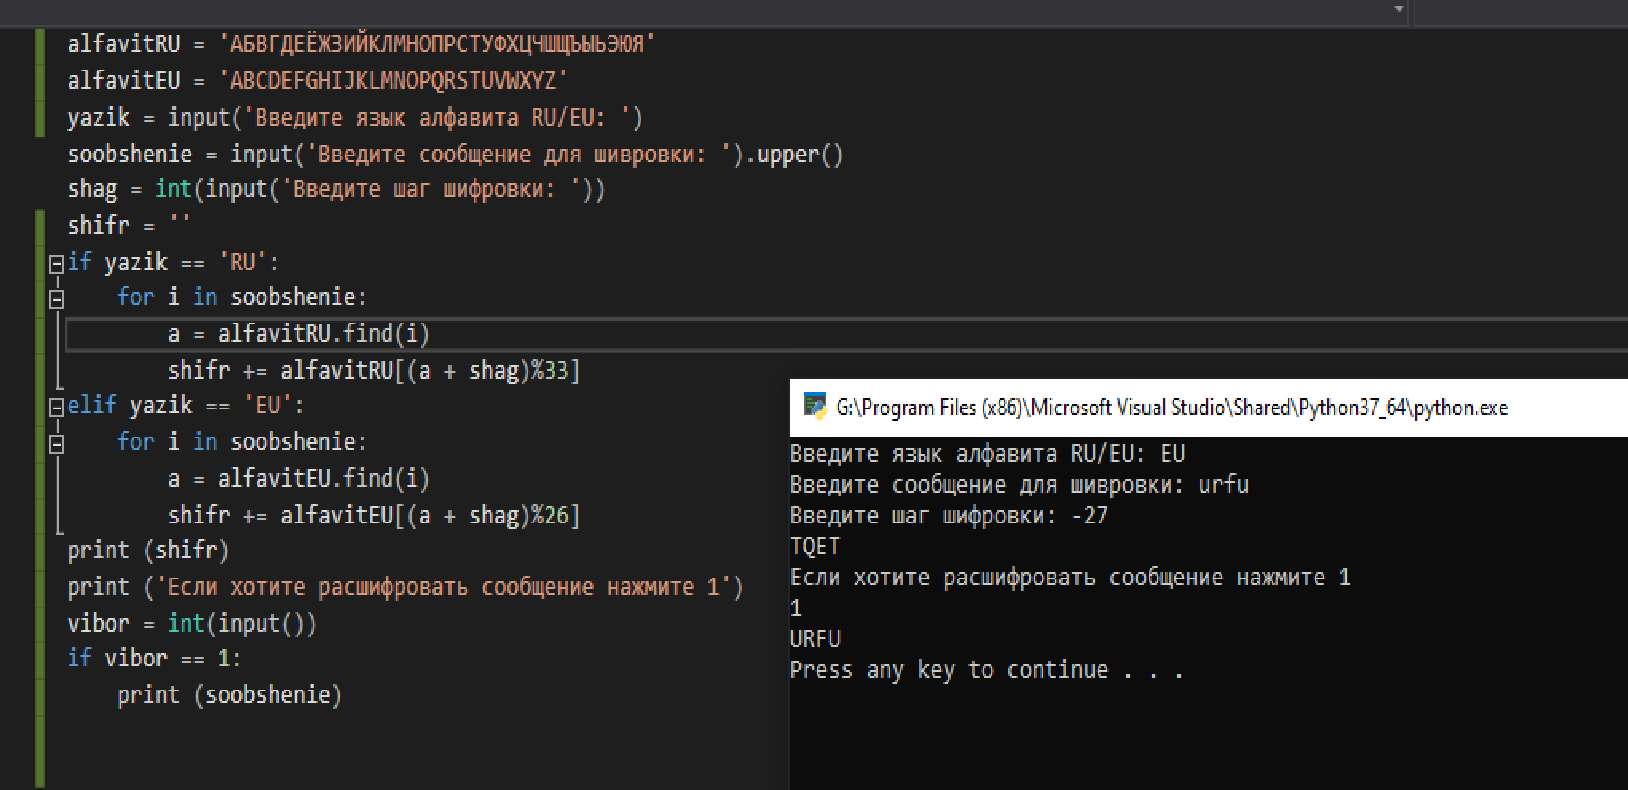 alfavitRU = 'АБВГДЕЁЖЗИЙКЛМНОПРСТУФХЦЧШЩЪЫЬЭЮЯ'
alfavitEU = 'ABCDEFGHIJKLMNOPQRSTUVWXYZ'
yazik = input('Введите язык алфавита RU/EU: ')
soobshenie = input('Введите сообщение для шивровки: ').upper()
shag = int(input('Введите шаг шифровки: '))
shifr = ''
if yazik == 'RU':
    for i in soobshenie:
        a = alfavitRU.find(i)
        shifr += alfavitRU[(a + shag)%33]
elif yazik == 'EU':
    for i in soobshenie:
        a = alfavitEU.find(i)
        shifr += alfavitEU[(a + shag)%26]
print (shifr)
print ('Если хотите расшифровать сообщение нажмите 1')
vibor = int(input())
if vibor == 1:
    print (soobshenie)
G:\Program Files (x86)\Microsoft Visual Studio\Shared\Python37_64\python.exe
Введите язык алфавита RU/EU: EU
Введите сообщение для шивровки: urfu
Введите шаг шифровки: -27
TQET
Если хотите расшифровать сообщение нажмите 1
1
URFU
Press any key to continue . . .